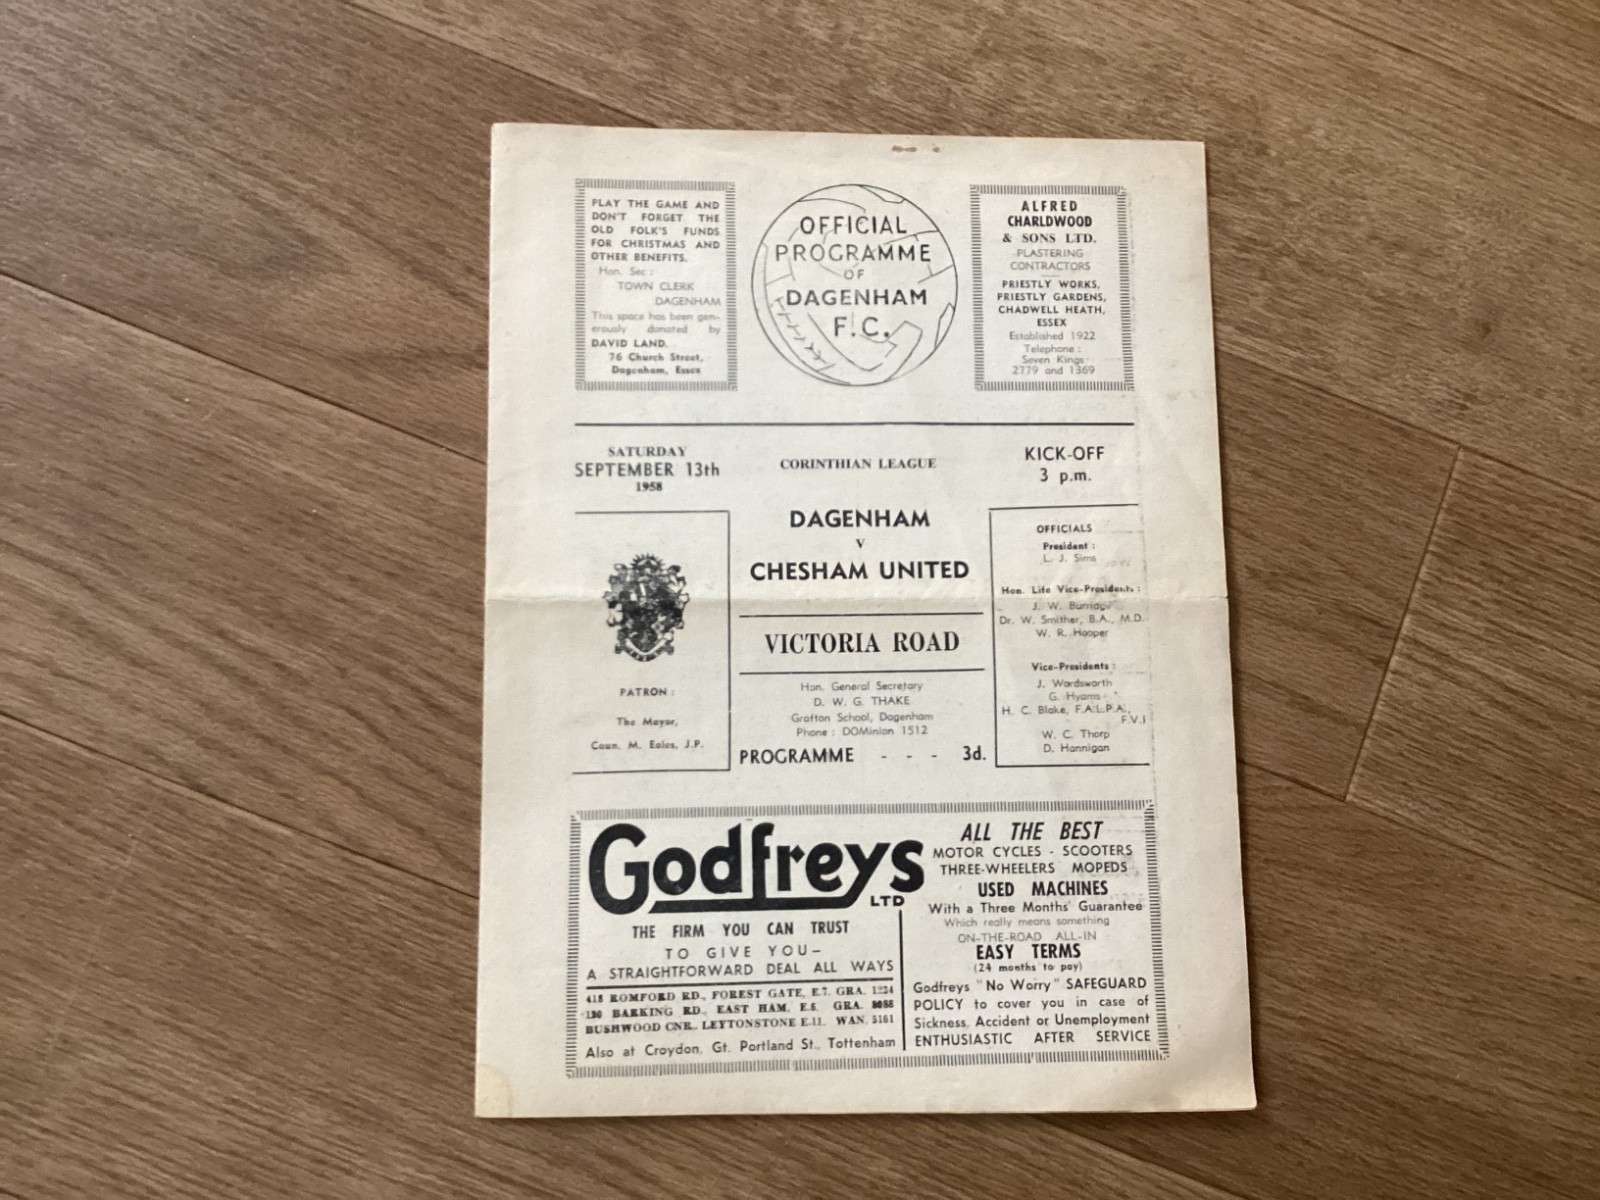 PLAY THE GAME AND
DON'T FORGET THE
OLD FOLK'S FUNDS
FOR CHRISTMAS AND
OTHER BENEFITS.
Hon. Sec :
TOWN CLERK
DAGENHAM
This space has been gen-
erously donated by
DAVID LAND.
76 Church Street,
Dagenham, Essex
OFFICIAL
PROGRAMME
OF
DAGENHAM
F.C.
ALFRED
CHARLDWOOD
& SONS LTD.
PLASTERING
CONTRACTORS
PRIESTLY WORKS,
PRIESTLY GARDENS,
CHADWELL HEATH,
ESSEX
Established 1922
Telephone :
Seven Kings
2779 and 1369
SATURDAY
SEPTEMBER 13th
1958
CORINTHIAN LEAGUE
KICK-OFF
3 p.m.
DAGENHAM
v
CHESHAM UNITED
VICTORIA ROAD
Hon. General Secretary
D. W. G. THAKE
Grafton School, Dagenham
Phone : DOMinion 1512
PROGRAMME - - - 3d.
PATRON :
The Mayor,
Coun. M. Eales, J.P.
OFFICIALS
President :
L. J. Sims
Hon. Life Vice-Presidents :
J. W. Burridge
Dr. W. Smither, B.A., M.D.
W. R. Hooper
Vice-Presidents :
J. Wardsworth
G. Hyams
H. C. Blake, F.A.L.P.A.,
F.V.I
W. C. Thorp
D. Hannigan
Godfreys
LTD
THE FIRM YOU CAN TRUST
TO GIVE YOU—
A STRAIGHTFORWARD DEAL ALL WAYS
418 ROMFORD RD., FOREST GATE, E.7. GRA. 1234
130 BARKING RD., EAST HAM, E.6. GRA.
BUSHWOOD CNR., LEYTONSTONE E.11. WAN. 5161
Also at Croydon, Gt. Portland St., Tottenham
ALL THE BEST
MOTOR CYCLES - SCOOTERS
THREE-WHEELERS MOPEDS
USED MACHINES
With a Three Months' Guarantee
Which really means something
ON-THE-ROAD ALL-IN
EASY TERMS
(24 months to pay)
Godfreys "No Worry" SAFEGUARD
POLICY to cover you in case of
Sickness, Accident or Unemployment
ENTHUSIASTIC AFTER SERVICE